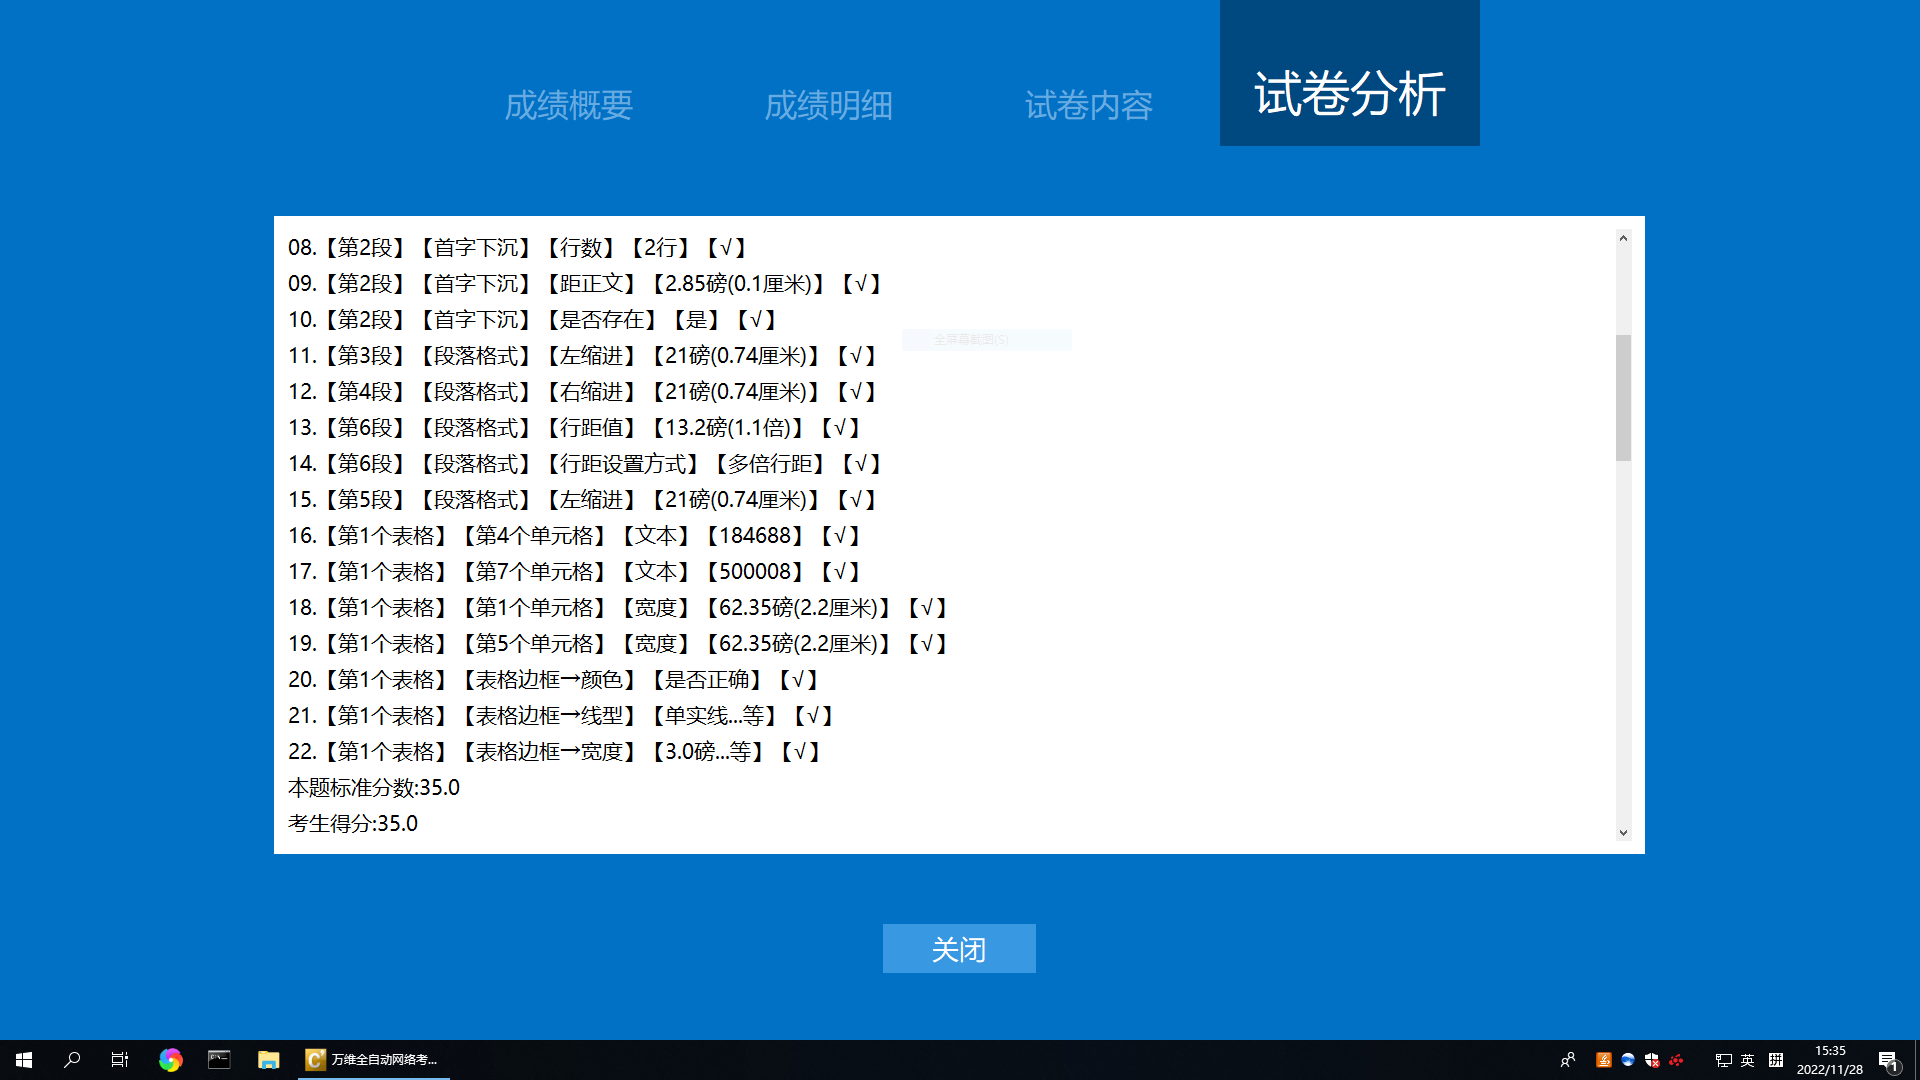 成绩概要
成绩明细
试卷内容
试卷分析
08.【第2段】【首字下沉】【行数】【2行】【√】
09.【第2段】【首字下沉】【距正文】【2.85磅(0.1厘米)】【√】
10.【第2段】【首字下沉】【是否存在】【是】【√】
全屏幕截图(S)
11.【第3段】【段落格式】【左缩进】【21磅(0.74厘米)】【√】
12.【第4段】【段落格式】【右缩进】【21磅(0.74厘米)】【√】
13.【第6段】【段落格式】【行距值】【13.2磅(1.1倍)】【√】
14.【第6段】【段落格式】【行距设置方式】【多倍行距】【√】
15.【第5段】【段落格式】【左缩进】【21磅(0.74厘米)】【√】
16.【第1个表格】【第4个单元格】【文本】【184688】【√】
17.【第1个表格】【第7个单元格】【文本】【500008】【√】
18.【第1个表格】【第1个单元格】【宽度】【62.35磅(2.2厘米)】【√】
19.【第1个表格】【第5个单元格】【宽度】【62.35磅(2.2厘米)】【√】
20.【第1个表格】【表格边框→颜色】【是否正确】【√】
21.【第1个表格】【表格边框→线型】【单实线...等】【√】
22.【第1个表格】【表格边框→宽度】【3.0磅...等】【√】
本题标准分数:35.0
考生得分:35.0
关闭
万维全自动网络考...
英
拼
15:35
2022/11/28
1